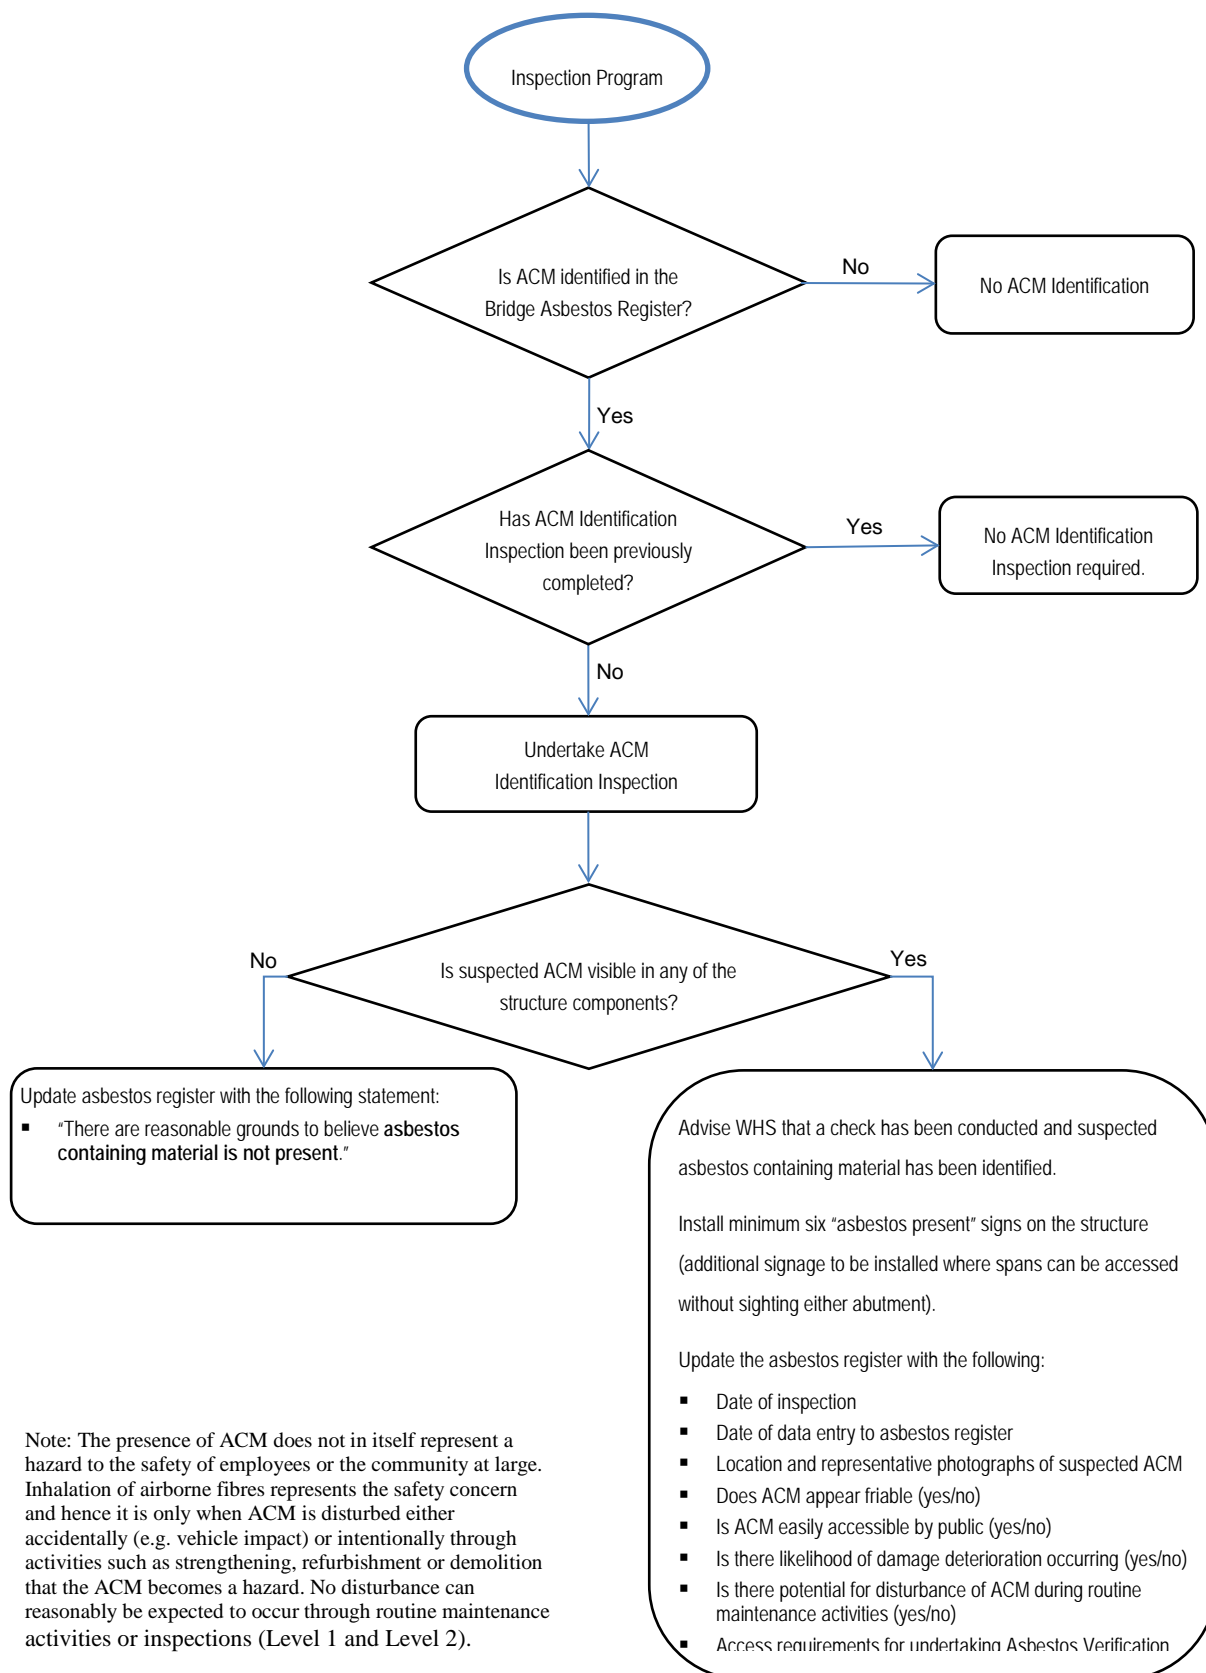 Inspection Program
Is ACM identified in the
Bridge Asbestos Register?
No
No ACM Identification
Yes
Has ACM Identification
Inspection been previously
completed?
Yes
No ACM Identification
Inspection required.
No
Undertake ACM
Identification Inspection
Is suspected ACM visible in any of the
structure components?
No
Yes
Update asbestos register with the following statement:
▪ “There are reasonable grounds to believe asbestos
containing material is not present.”
Advise WHS that a check has been conducted and suspected
asbestos containing material has been identified.
Install minimum six “asbestos present” signs on the structure
(additional signage to be installed where spans can be accessed
without sighting either abutment).
Update the asbestos register with the following:
▪ Date of inspection
▪ Date of data entry to asbestos register
▪ Location and representative photographs of suspected ACM
▪ Does ACM appear friable (yes/no)
▪ Is ACM easily accessible by public (yes/no)
▪ Is there likelihood of damage deterioration occurring (yes/no)
▪ Is there potential for disturbance of ACM during routine
maintenance activities (yes/no)
▪ Access requirements for undertaking Asbestos Verification
Note: The presence of ACM does not in itself represent a
hazard to the safety of employees or the community at large.
Inhalation of airborne fibres represents the safety concern
and hence it is only when ACM is disturbed either
accidentally (e.g. vehicle impact) or intentionally through
activities such as strengthening, refurbishment or demolition
that the ACM becomes a hazard. No disturbance can
reasonably be expected to occur through routine maintenance
activities or inspections (Level 1 and Level 2).